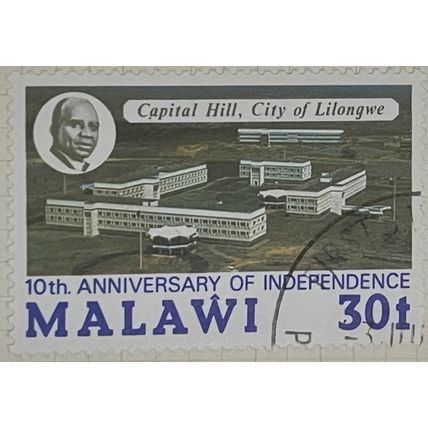 Capital Hill, City of Lilongwe
10th. ANNIVERSARY OF INDEPENDENCE
MALAŴI 30t
P